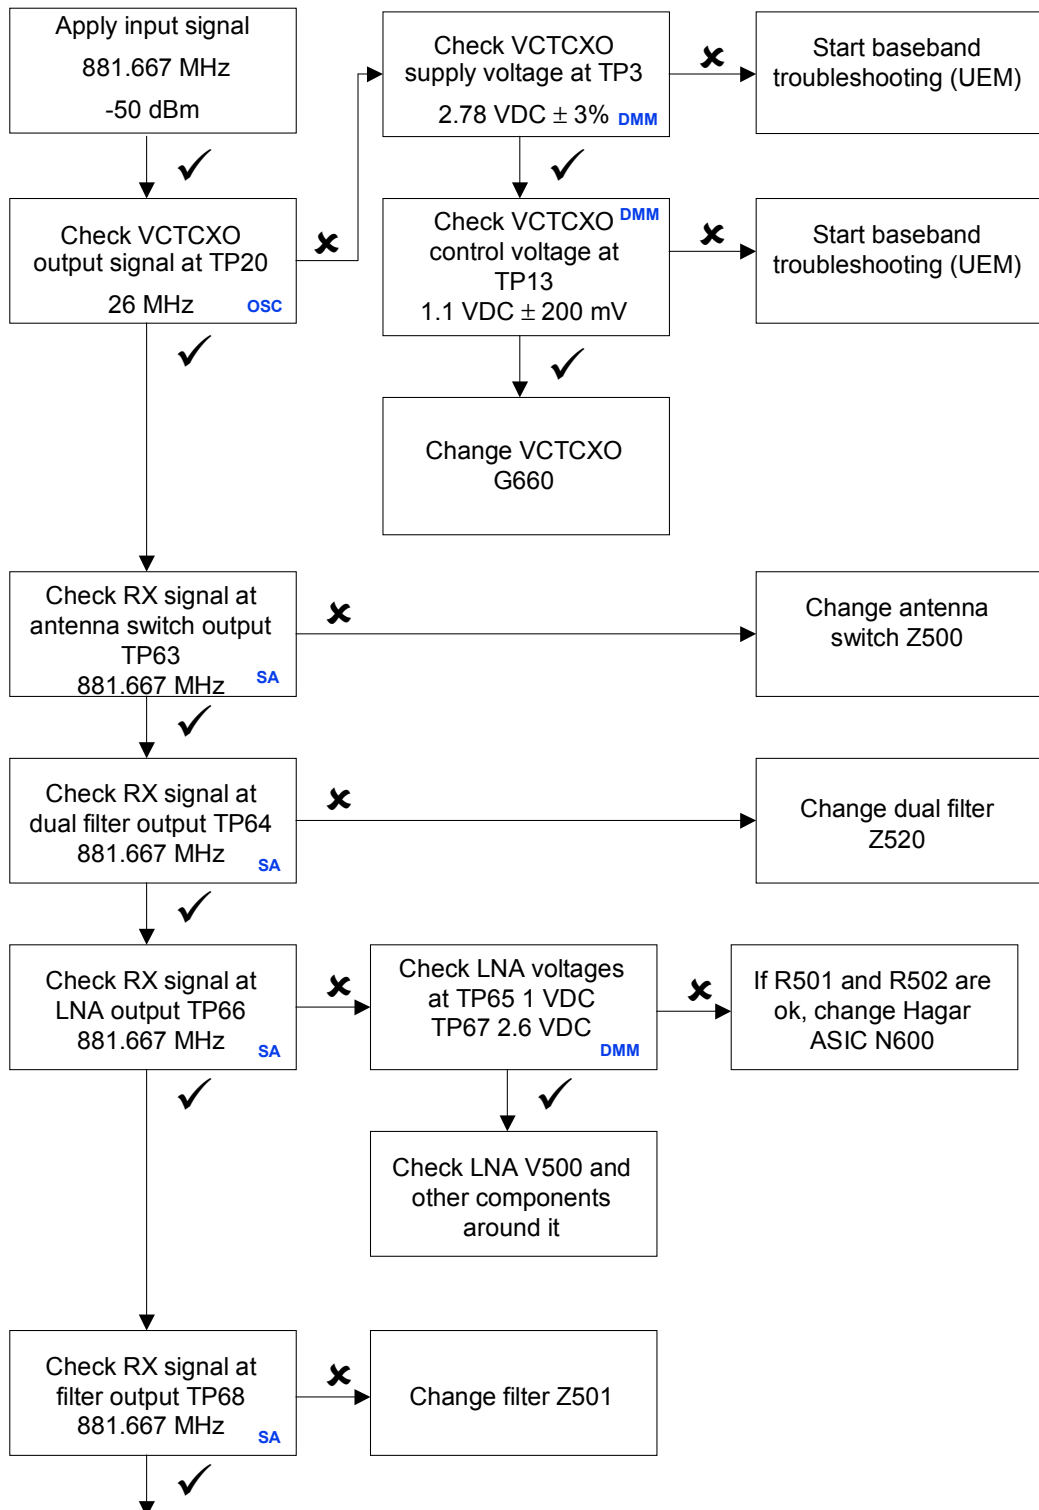 Apply input signal
881.667 MHz
-50 dBm
Check VCTCXO
supply voltage at TP3
2.78 VDC ± 3% DMM
Start baseband
troubleshooting (UEM)
Check VCTCXO
output signal at TP20
26 MHz OSC
Check VCTCXO DMM
control voltage at
TP13
1.1 VDC ± 200 mV
Start baseband
troubleshooting (UEM)
Change VCTCXO
G660
Check RX signal at
antenna switch output
TP63
881.667 MHz SA
Change antenna
switch Z500
Check RX signal at
dual filter output TP64
881.667 MHz SA
Change dual filter
Z520
Check RX signal at
LNA output TP66
881.667 MHz SA
Check LNA voltages
at TP65 1 VDC
TP67 2.6 VDC
DMM
If R501 and R502 are
ok, change Hagar
ASIC N600
Check LNA V500 and
other components
around it
Check RX signal at
filter output TP68
881.667 MHz SA
Change filter Z501